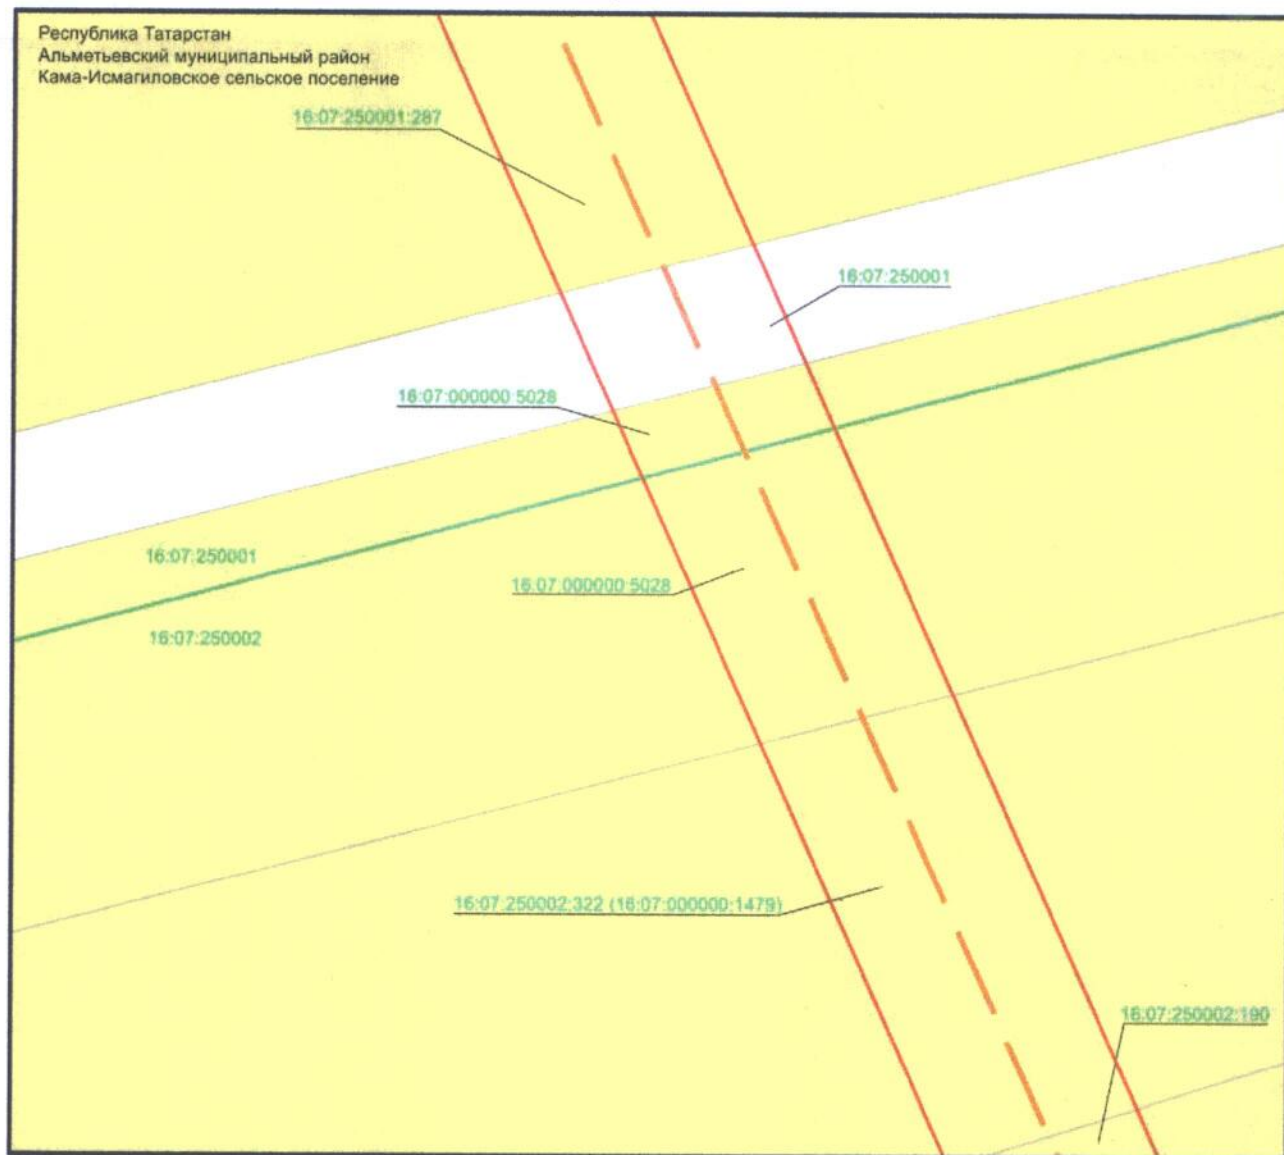 Республика Татарстан
Альметьевский муниципальный район
Кама-Исмагиловское сельское поселение
16:07:250001:287
16:07:250001
16:07:000000:5028
16:07:250001
16:07:000000:5028
16:07:250002
16:07:250002:322 (16:07:000000:1479)
16:07:250002:190